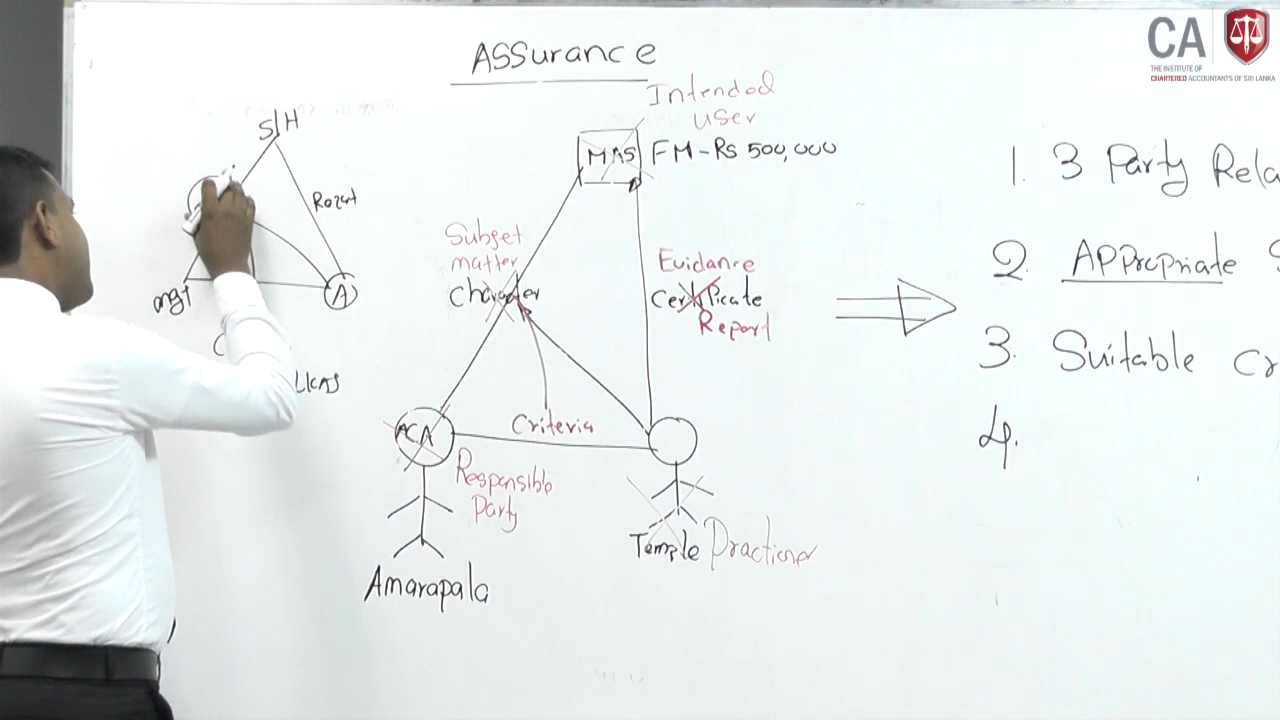 CA
THE INSTITUTE OF
CHARTERED ACCOUNTANTS OF SRI LANKA
ASSurance
S/H
Report
mgt
A
LKAS
Intended
user
MAS FM-Rs 500,000
Subject
matter
Character
Evidance
Certificate
Report
ACA
Criteria
Responsible
Party
Amarapala
Temple Practioner
1. 3 Party Rela
2. Appropriate S
3. Suitable Cr
4.